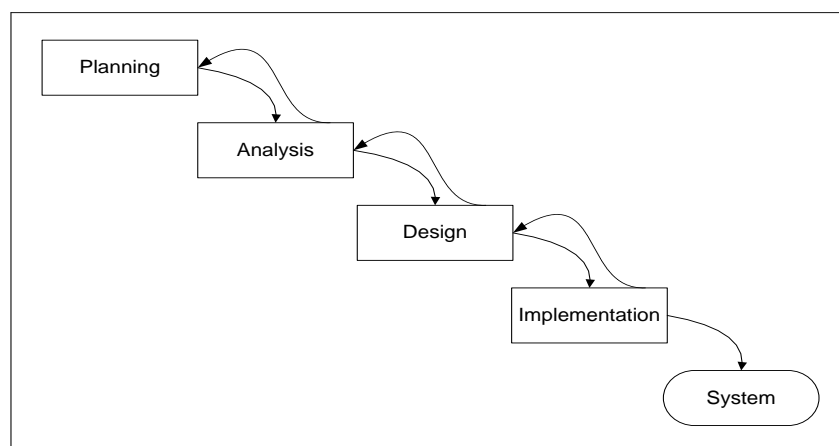 Planning
Analysis
Design
Implementation
System